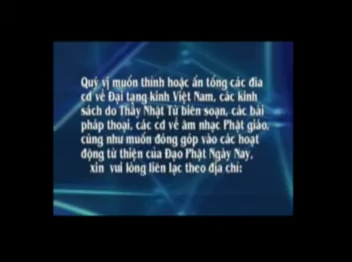 Quý vị muốn thỉnh hoặc ấn tống các đĩa
cd về Đại tạng kinh Việt Nam, các kinh
sách do Thầy Nhật Từ biên soạn, các bài
pháp thoại, các cd về âm nhạc Phật giáo,
cũng như muốn đóng góp vào các hoạt
động từ thiện của Đạo Phật Ngày Nay,
xin vui lòng liên lạc theo địa chỉ: